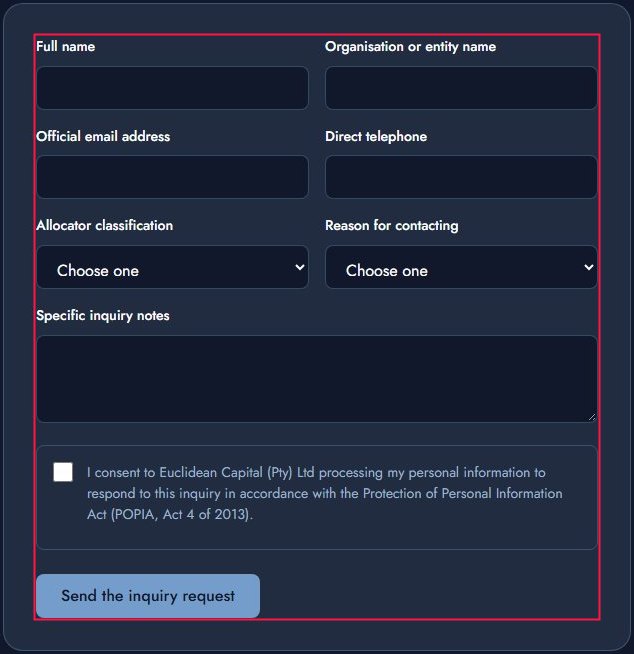 Full name
Organisation or entity name
Official email address
Direct telephone
Allocator classification
Reason for contacting
Choose one
Choose one
Specific inquiry notes
I consent to Euclidean Capital (Pty) Ltd processing my personal information to
respond to this inquiry in accordance with the Protection of Personal Information
Act (POPIA, Act 4 of 2013).
Send the inquiry request